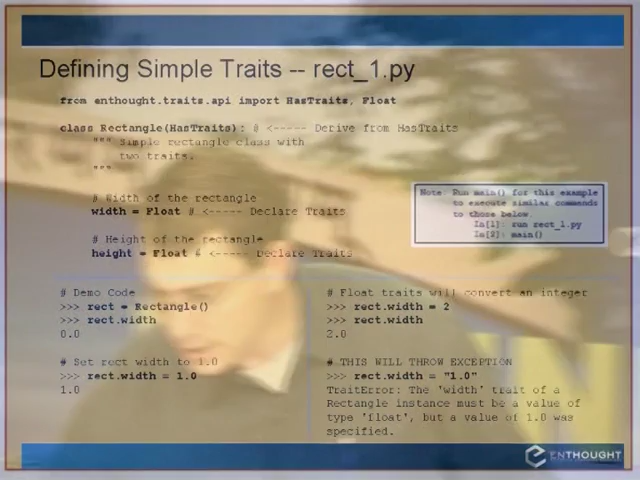 Defining Simple Traits -- rect_1.py
from enthought.traits.api import HasTraits, Float
class Rectangle(HasTraits): # <----- Derive from HasTraits
""" Simple rectangle class with
two traits.
"""
# Width of the rectangle
width = Float # <----- Declare Traits
# Height of the rectangle
height = Float # <----- Declare Traits
Note: Run main() for this example
to execute similar commands
to those below.
In[1]: run rect_1.py
In[2]: main()
# Demo Code
>>> rect = Rectangle()
>>> rect.width
0.0
# Set rect width to 1.0
>>> rect.width = 1.0
1.0
# Float traits will convert an integer
>>> rect.width = 2
>>> rect.width
2.0
# THIS WILL THROW EXCEPTION
>>> rect.width = "1.0"
TraitError: The 'width' trait of a
Rectangle instance must be a value of
type 'float', but a value of 1.0 was
specified.
ENTHOUGHT